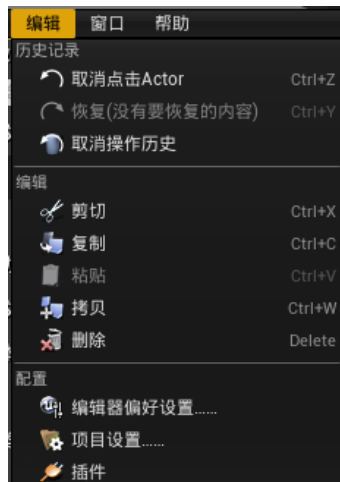 编辑 窗口 帮助
历史记录
取消点击Actor Ctrl+Z
恢复(没有要恢复的内容) Ctrl+Y
取消操作历史
编辑
剪切 Ctrl+X
复制 Ctrl+C
粘贴 Ctrl+V
拷贝 Ctrl+W
删除 Delete
配置
编辑器偏好设置……
项目设置……
插件